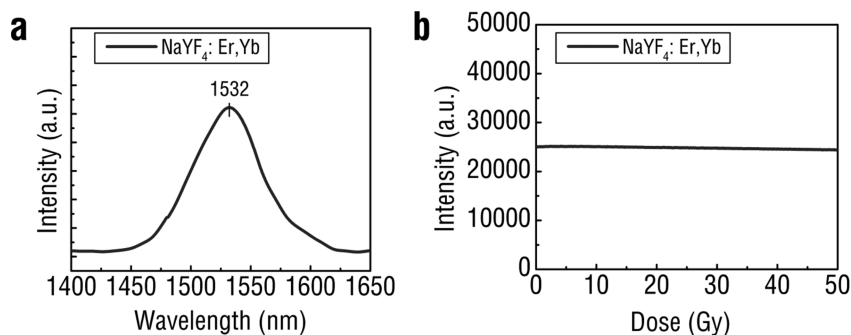 a
NaYF₄: Er,Yb
1532
Intensity (a.u.)
1400 1450 1500 1550 1600 1650
Wavelength (nm)
b
50000
NaYF₄: Er,Yb
40000
30000
20000
10000
0
Intensity (a.u.)
0 10 20 30 40 50
Dose (Gy)